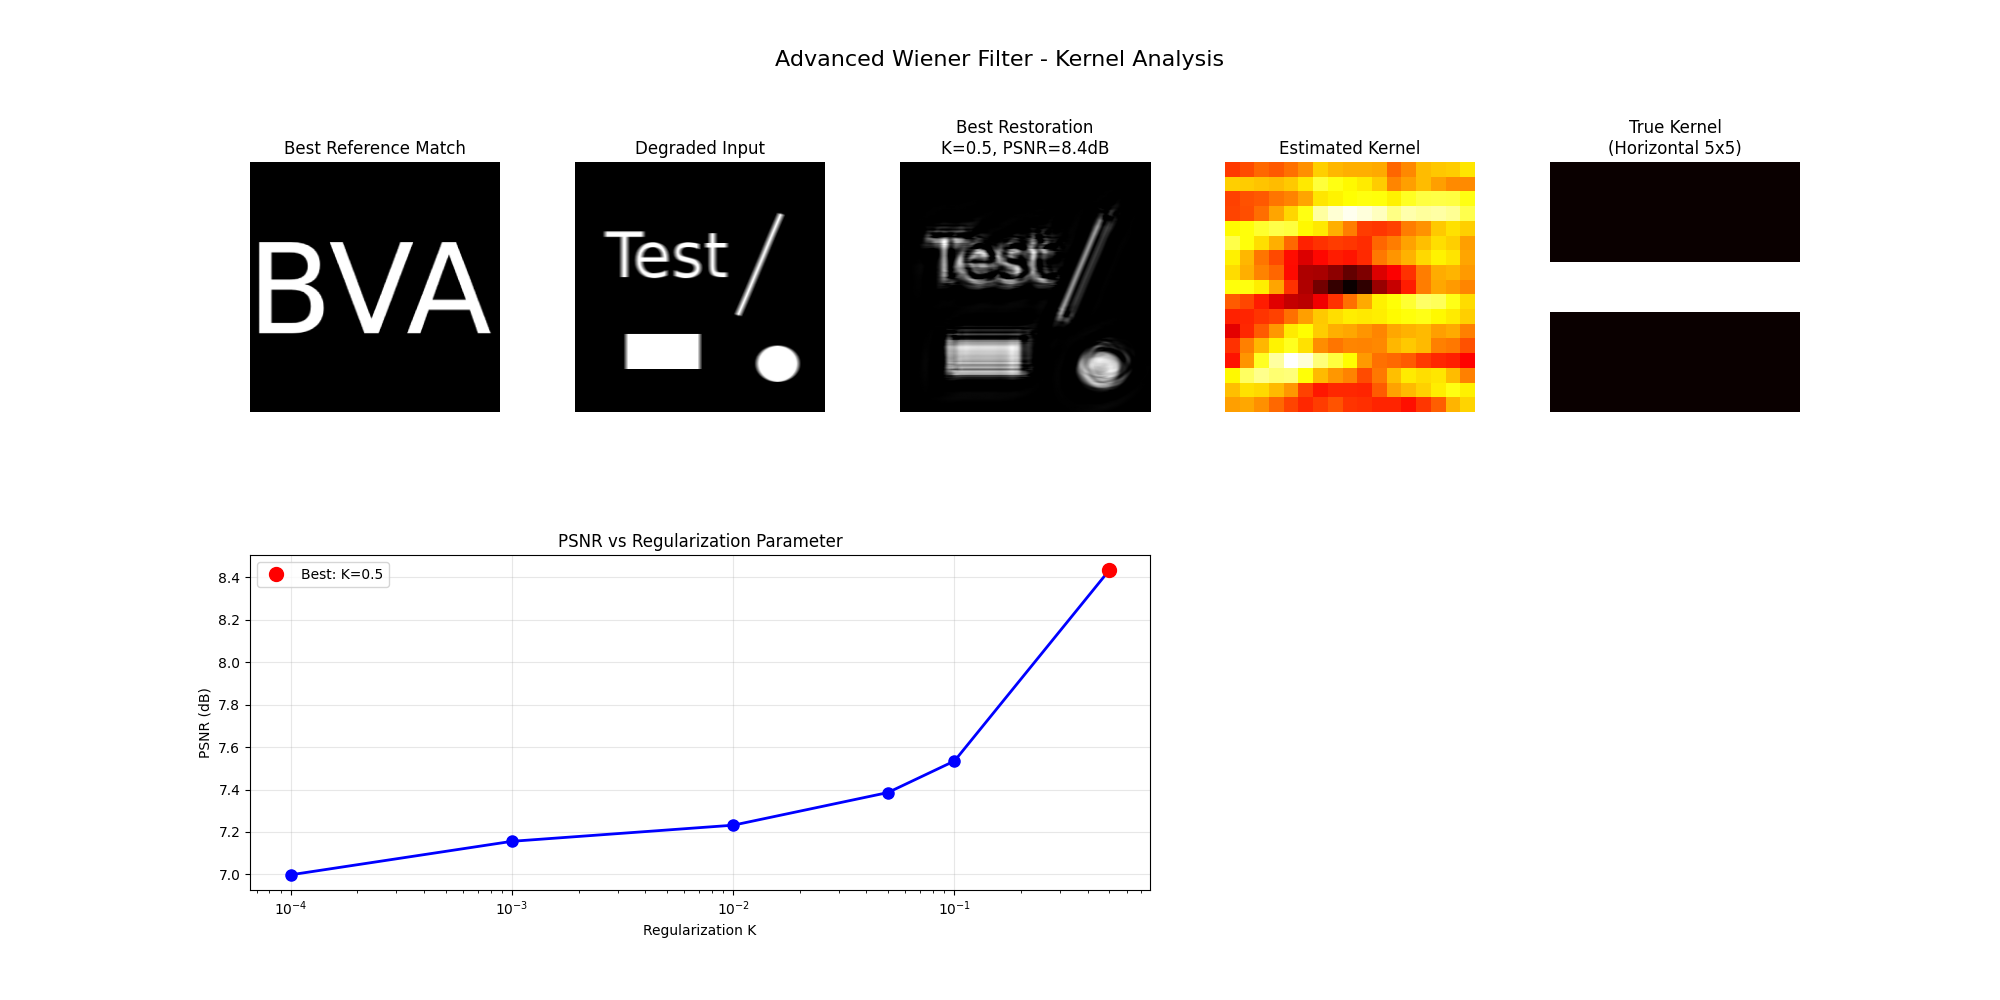 Advanced Wiener Filter - Kernel Analysis
Best Reference Match
Degraded Input
Best Restoration
K=0.5, PSNR=8.4dB
Estimated Kernel
True Kernel
(Horizontal 5x5)
BVA
Test
Test
PSNR vs Regularization Parameter
Best: K=0.5
8.4
8.2
8.0
7.8
7.6
7.4
7.2
7.0
PSNR (dB)
10⁻⁴
10⁻³
10⁻²
10⁻¹
Regularization K